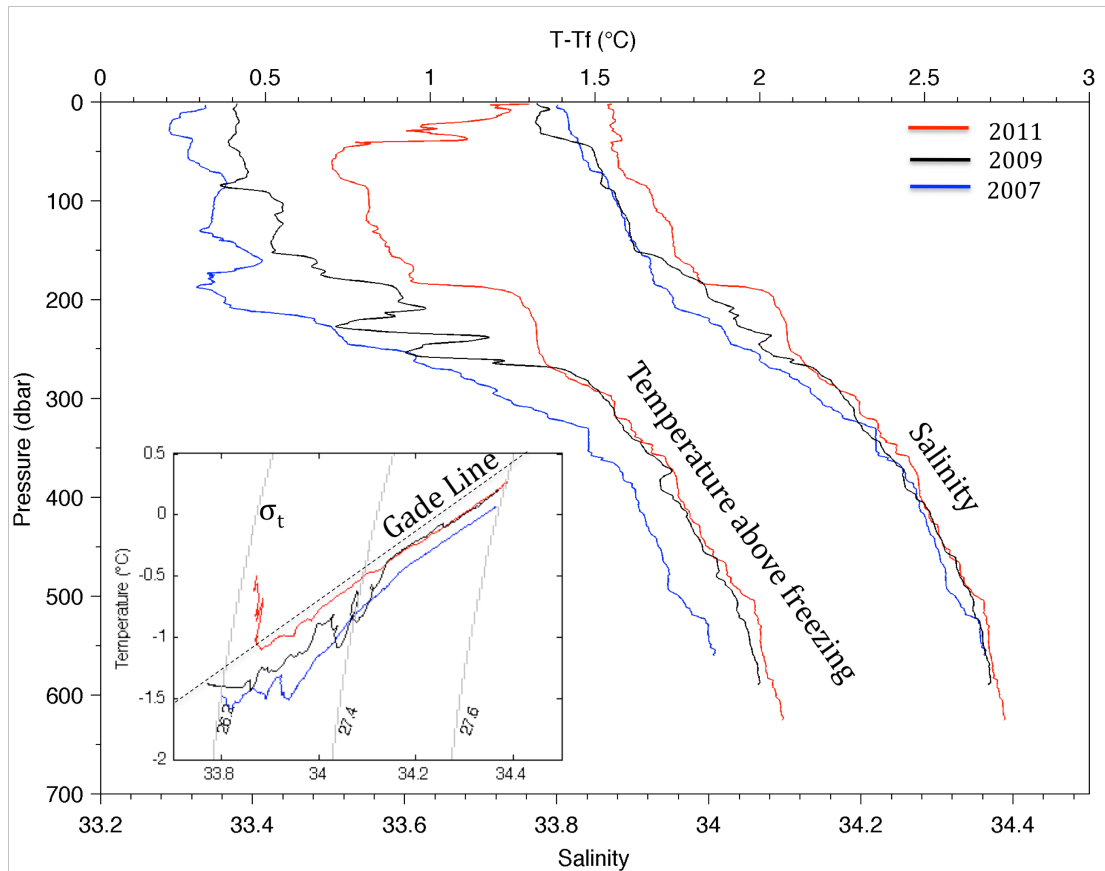 T-Tf (°C)
0 0.5 1 1.5 2 2.5 3
0
100
200
300
400
500
600
700
Pressure (dbar)
2011
2009
2007
Temperature above freezing
Salinity
0.5
0
-0.5
-1
-1.5
-2
Temperature (°C)
σt
Gade Line
26.2
27.4
27.6
33.8 34 34.2 34.4
33.2 33.4 33.6 33.8 34 34.2 34.4
Salinity